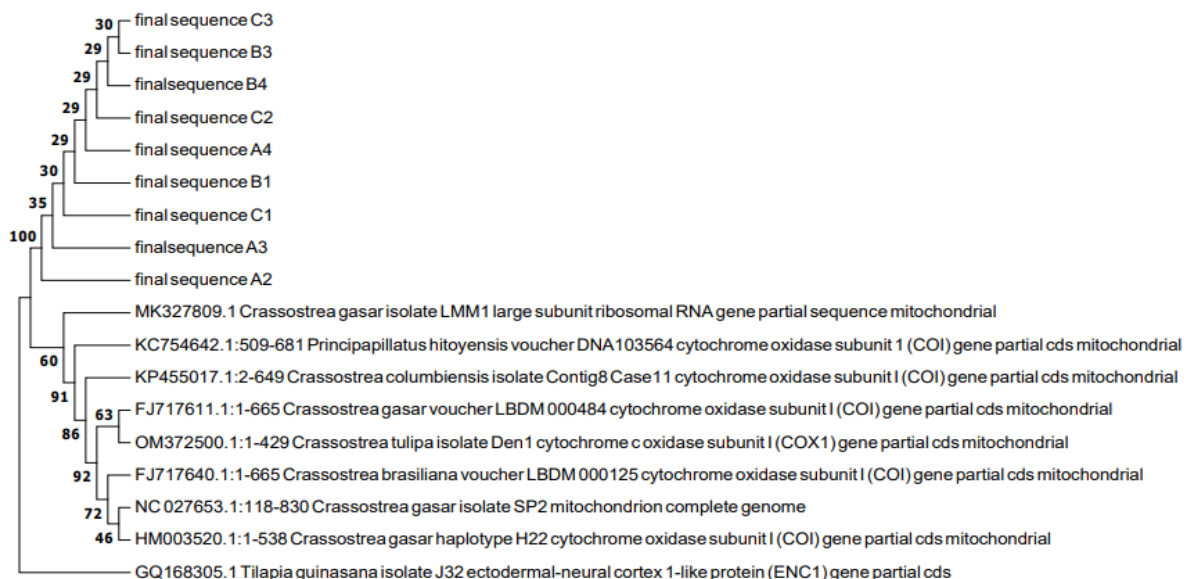 30 final sequence C3
29 final sequence B3
29 finalsequence B4
29 final sequence C2
29 final sequence A4
30 final sequence B1
35 final sequence C1
100 finalsequence A3
final sequence A2
MK327809.1 Crassostrea gasar isolate LMM1 large subunit ribosomal RNA gene partial sequence mitochondrial
60 KC754642.1:509-681 Principapillatus hitoyensis voucher DNA103564 cytochrome oxidase subunit 1 (COI) gene partial cds mitochondrial
91 KP455017.1:2-649 Crassostrea columbiensis isolate Contig8 Case11 cytochrome oxidase subunit I (COI) gene partial cds mitochondrial
63 FJ717611.1:1-665 Crassostrea gasar voucher LBDM 000484 cytochrome oxidase subunit I (COI) gene partial cds mitochondrial
86 OM372500.1:1-429 Crassostrea tulipa isolate Den1 cytochrome c oxidase subunit I (COX1) gene partial cds mitochondrial
92 FJ717640.1:1-665 Crassostrea brasiliana voucher LBDM 000125 cytochrome oxidase subunit I (COI) gene partial cds mitochondrial
72 NC 027653.1:118-830 Crassostrea gasar isolate SP2 mitochondrion complete genome
46 HM003520.1:1-538 Crassostrea gasar haplotype H22 cytochrome oxidase subunit I (COI) gene partial cds mitochondrial
GQ168305.1 Tilapia guinasana isolate J32 ectodermal-neural cortex 1-like protein (ENC1) gene partial cds